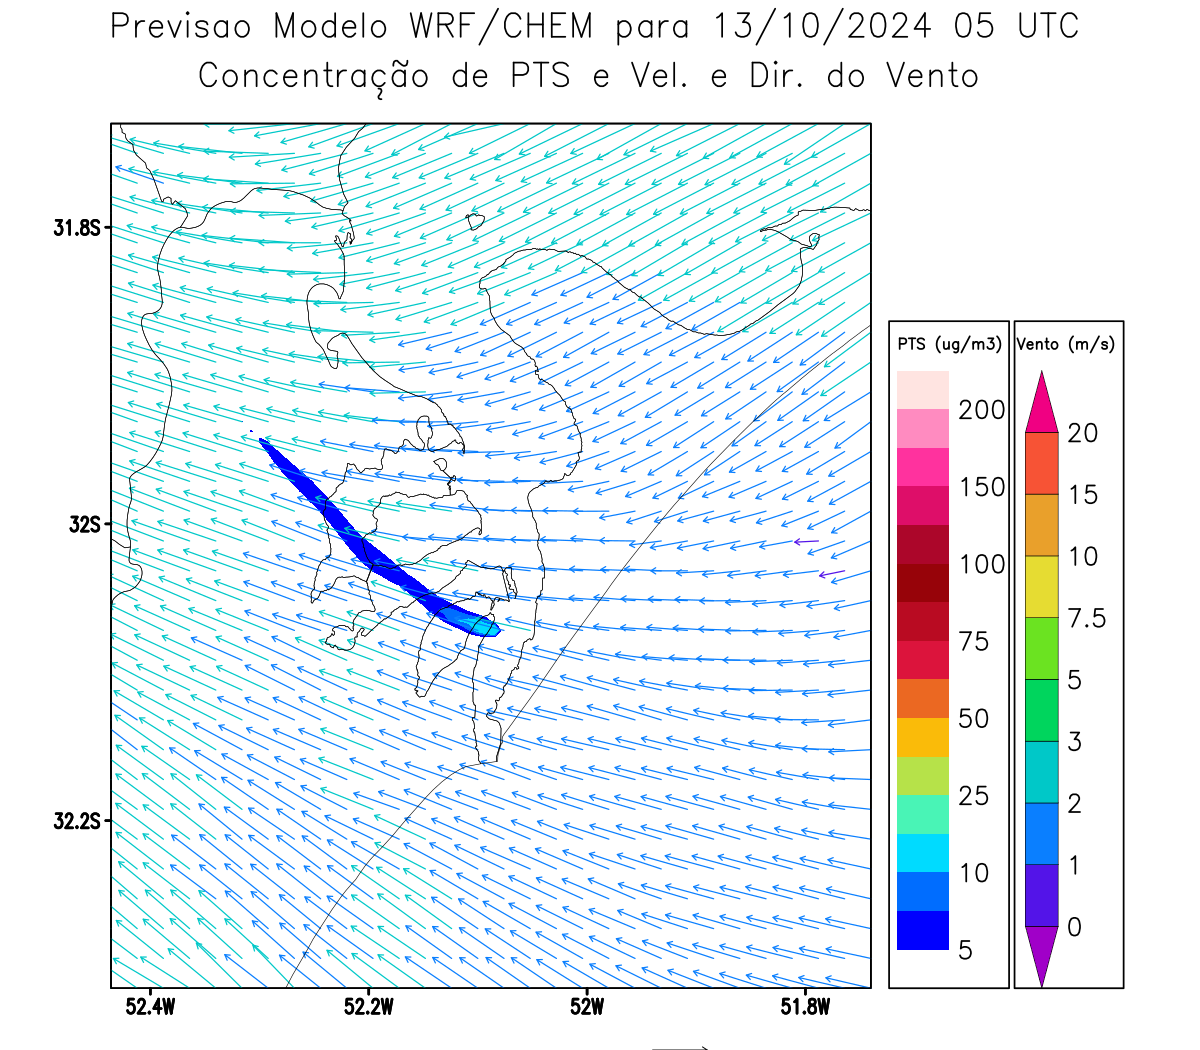 Previsao Modelo WRF/CHEM para 13/10/2024 05 UTC
Concentração de PTS e Vel. e Dir. do Vento
31.8S
32S
32.2S
52.4W
52.2W
52W
51.8W
PTS (ug/m3)
200
150
100
75
50
25
10
5
Vento (m/s)
20
15
10
7.5
5
3
2
1
0